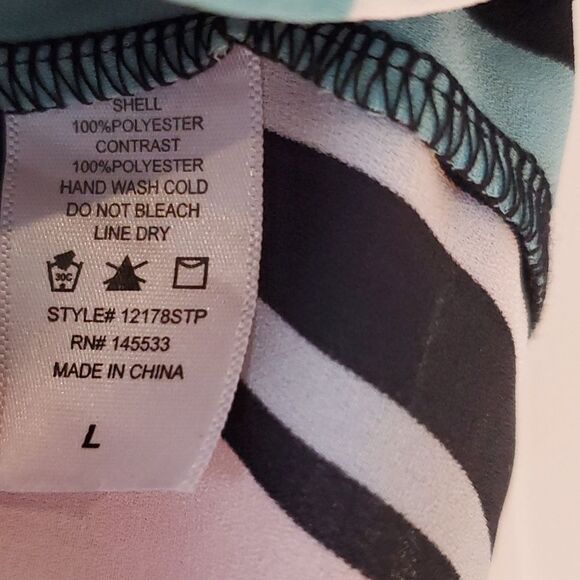 SHELL
100%POLYESTER
CONTRAST
100%POLYESTER
HAND WASH COLD
DO NOT BLEACH
LINE DRY
30C
STYLE# 12178STP
RN# 145533
MADE IN CHINA
L